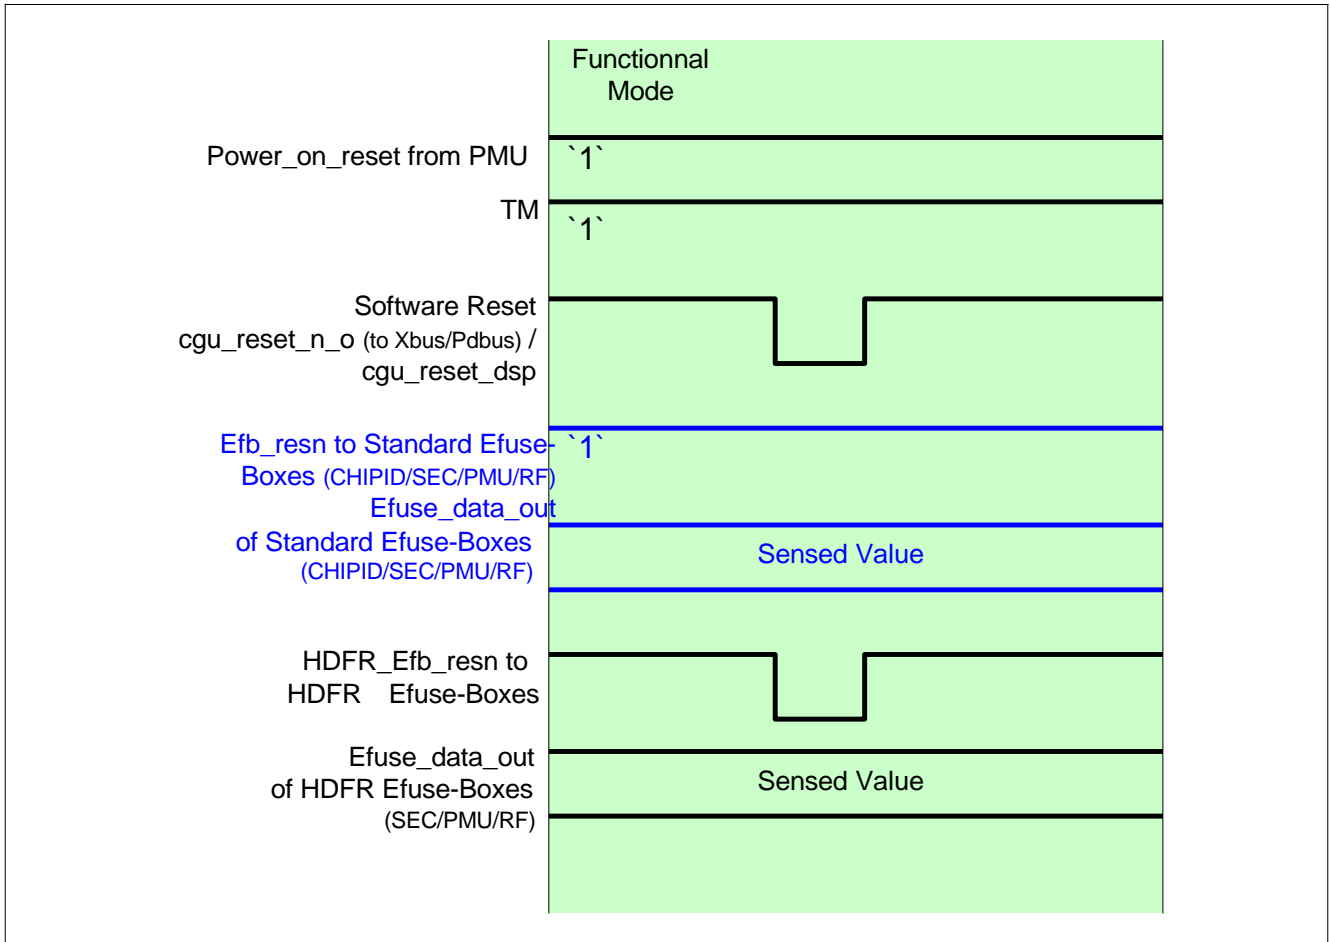 Functionnal
Mode
Power_on_reset from PMU
`1`
TM
`1`
Software Reset
cgu_reset_n_o (to Xbus/Pdbus) /
cgu_reset_dsp
Efb_resn to Standard Efuse-
`1`
Boxes (CHIPID/SEC/PMU/RF)
Efuse_data_out
of Standard Efuse-Boxes
(CHIPID/SEC/PMU/RF)
Sensed Value
HDFR_Efb_resn to
HDFR Efuse-Boxes
Efuse_data_out
of HDFR Efuse-Boxes
(SEC/PMU/RF)
Sensed Value